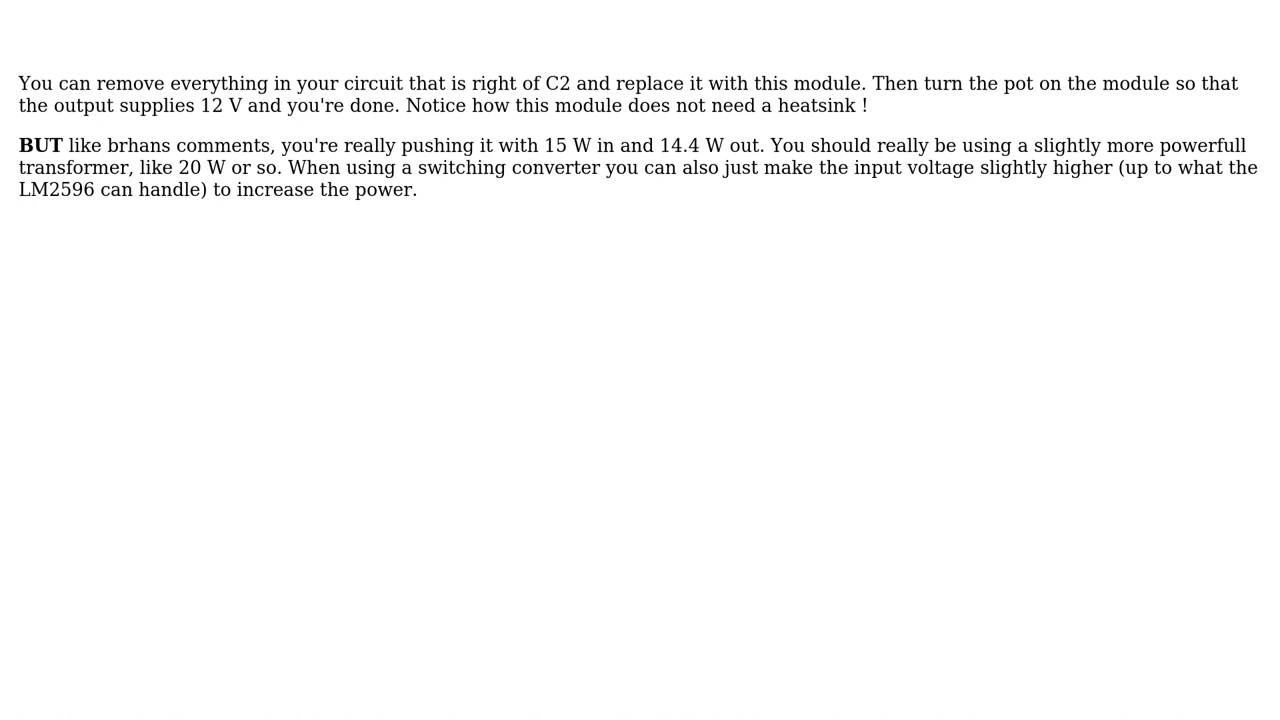 You can remove everything in your circuit that is right of C2 and replace it with this module. Then turn the pot on the module so that
the output supplies 12 V and you're done. Notice how this module does not need a heatsink !
BUT like brhans comments, you're really pushing it with 15 W in and 14.4 W out. You should really be using a slightly more powerfull
transformer, like 20 W or so. When using a switching converter you can also just make the input voltage slightly higher (up to what the
LM2596 can handle) to increase the power.